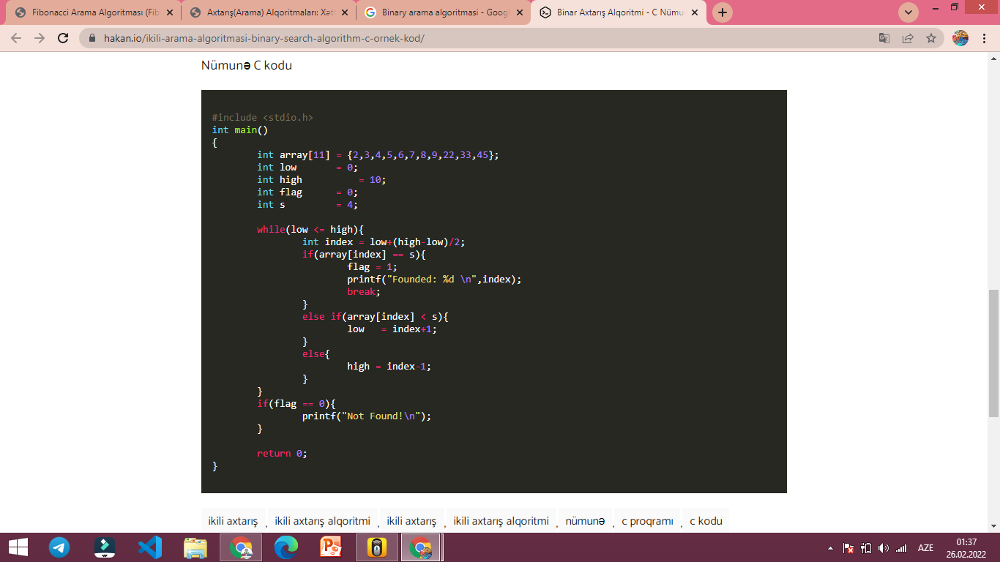 Fibonacci Arama Algoritması (Fib
Axtarış(Arama) Alqoritmaları: Xətt
Binary arama algoritmasi - Googl
Binar Axtarış Alqoritmi - C Nümu
hakan.io/ikili-arama-algoritmasi-binary-search-algorithm-c-ornek-kod/
Nümunə C kodu
#include <stdio.h>
int main()
{
int array[11] = {2,3,4,5,6,7,8,9,22,33,45};
int low = 0;
int high = 10;
int flag = 0;
int s = 4;
while(low <= high){
int index = low+(high-low)/2;
if(array[index] == s){
flag = 1;
printf("Founded: %d \n",index);
break;
}
else if(array[index] < s){
low = index+1;
}
else{
high = index-1;
}
}
if(flag == 0){
printf("Not Found!\n");
}
return 0;
}
ikili axtarış , ikili axtarış alqoritmi , ikili axtarış , ikili axtarış alqoritmi , nümunə , c proqramı , c kodu
AZE
01:37
26.02.2022